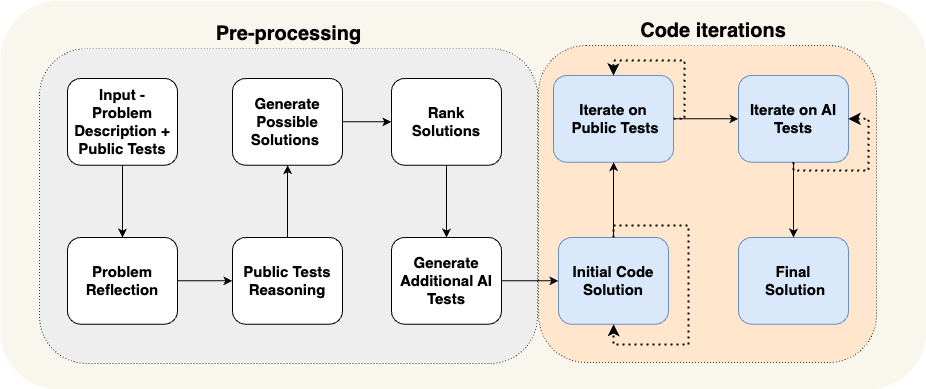 Pre-processing
Code iterations
Input -
Problem
Description +
Public Tests
Generate
Possible
Solutions
Rank
Solutions
Iterate on
Public Tests
Iterate on AI
Tests
Problem
Reflection
Public Tests
Reasoning
Generate
Additional AI
Tests
Initial Code
Solution
Final
Solution